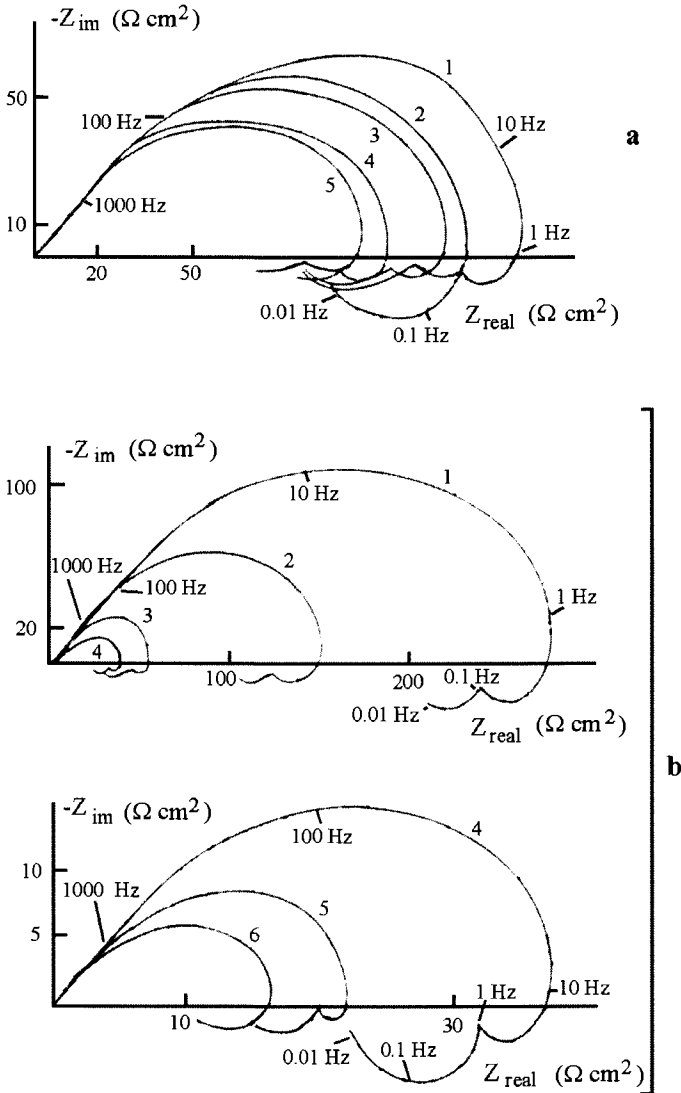 -Z im (Ω cm²)
1
50
2
100 Hz
3
10 Hz
a
4
5
1000 Hz
10
1 Hz
20
50
0.01 Hz
Z real (Ω cm²)
0.1 Hz
-Z im (Ω cm²)
100
1
10 Hz
1000 Hz
2
100 Hz
1 Hz
20
3
4
100
200
0.1 Hz
0.01 Hz
Z real (Ω cm²)
b
-Z im (Ω cm²)
4
100 Hz
10
1000 Hz
5
5
6
1 Hz
10 Hz
10
30
0.01 Hz
0.1 Hz
Z real (Ω cm²)